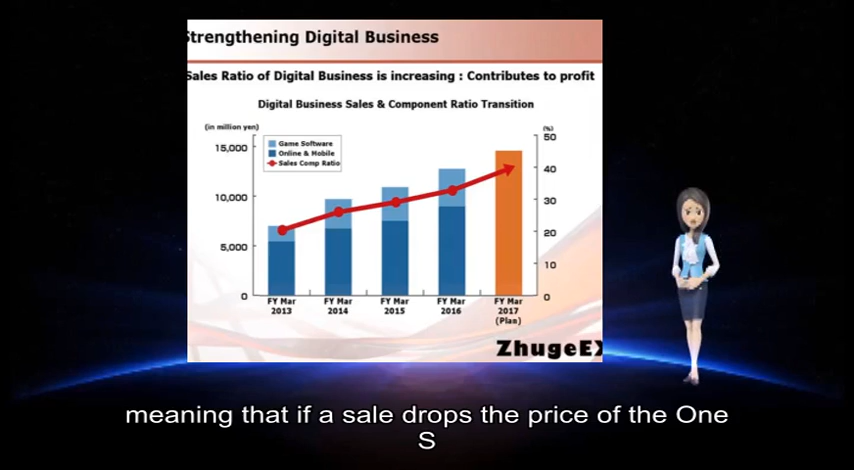 Strengthening Digital Business
Sales Ratio of Digital Business is increasing : Contributes to profit
Digital Business Sales & Component Ratio Transition
(in million yen)
(%)
Game Software
Online & Mobile
Sales Comp Ratio
15,000
10,000
5,000
0
50
40
30
20
10
0
FY Mar 2013
FY Mar 2014
FY Mar 2015
FY Mar 2016
FY Mar 2017 (Plan)
ZhugeEX
meaning that if a sale drops the price of the One
S